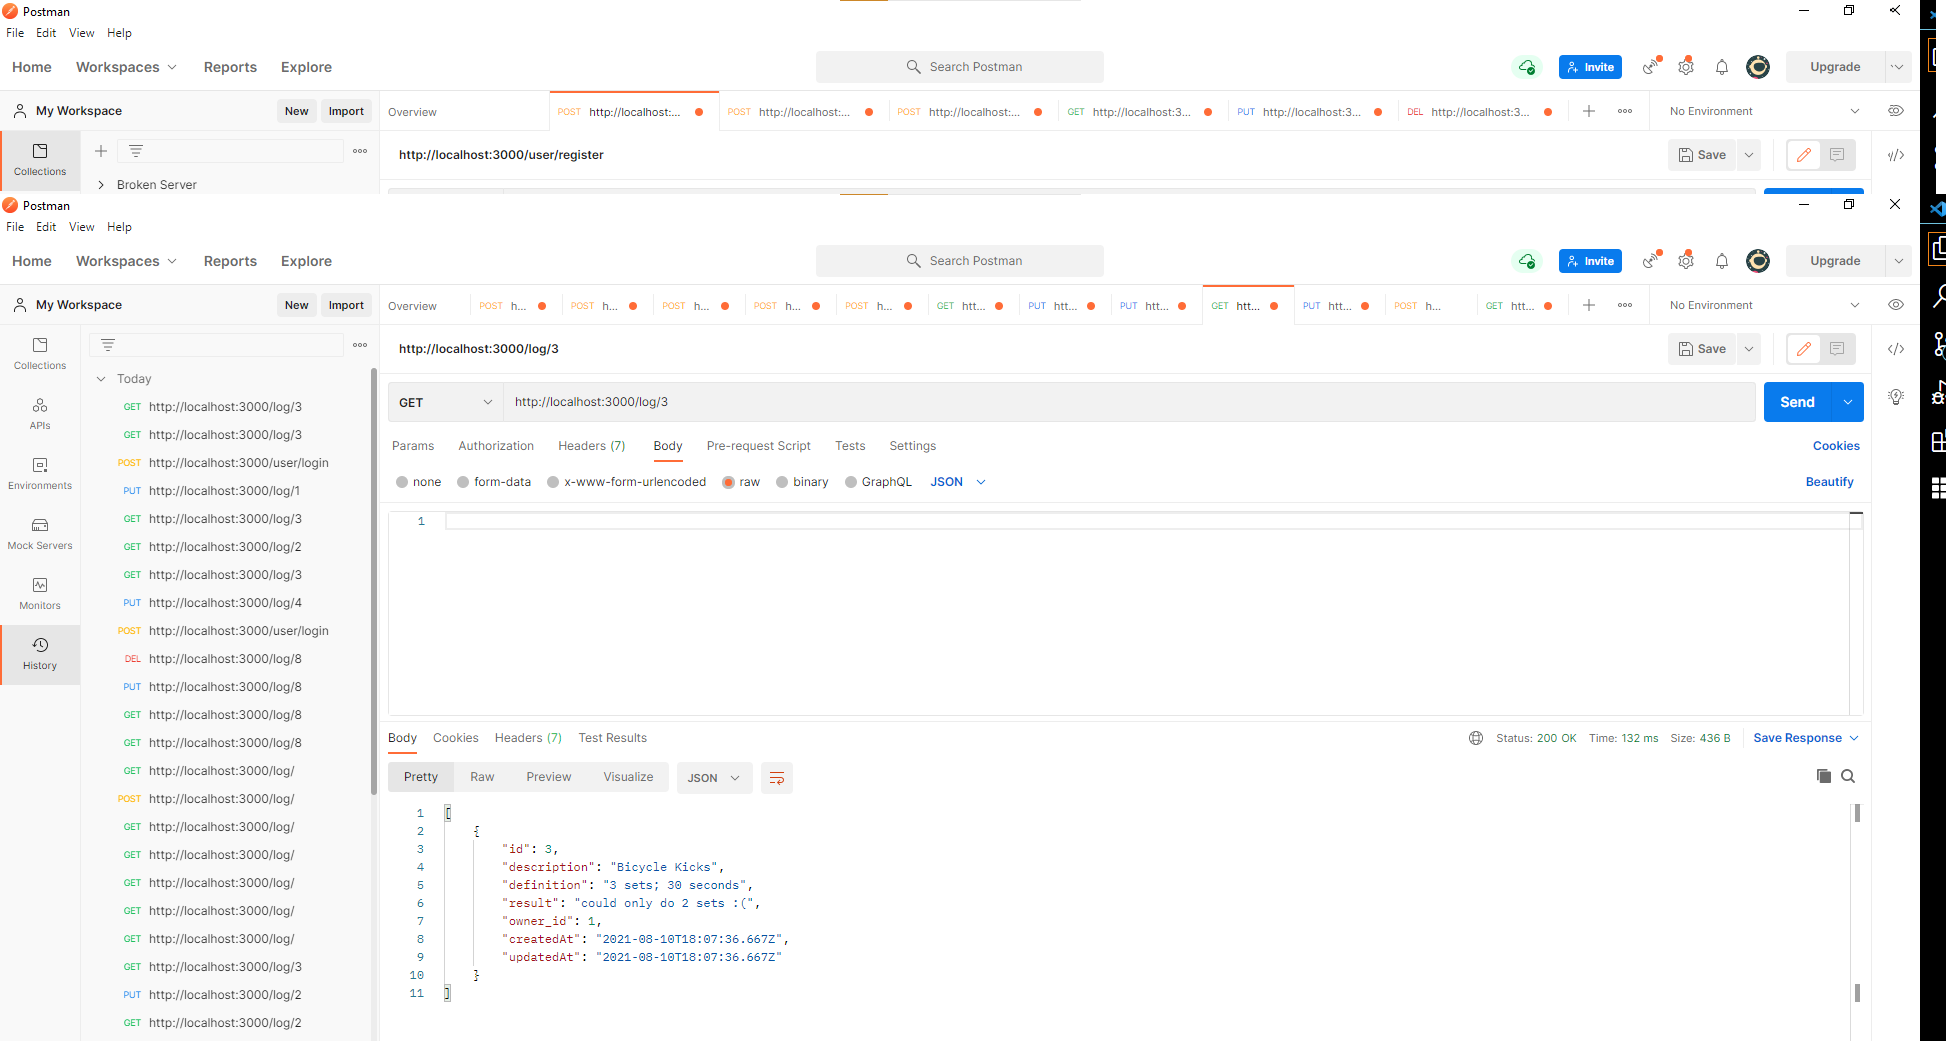 Postman
File Edit View Help
Home Workspaces Reports Explore Search Postman Invite Upgrade
My Workspace New Import Overview POST http://localhost:... POST http://localhost:... POST http://localhost:... GET http://localhost:3... PUT http://localhost:3... DEL http://localhost:3... No Environment
http://localhost:3000/user/register Save
Collections
Broken Server
Postman
File Edit View Help
Home Workspaces Reports Explore Search Postman Invite Upgrade
My Workspace New Import Overview POST h... POST h... POST h... POST h... POST h... GET htt... PUT htt... PUT htt... GET htt... PUT htt... POST h... GET htt... No Environment
http://localhost:3000/log/3 Save
Collections
APIs
Environments
Mock Servers
Monitors
History
Today
GET http://localhost:3000/log/3
GET http://localhost:3000/log/3
POST http://localhost:3000/user/login
PUT http://localhost:3000/log/1
GET http://localhost:3000/log/3
GET http://localhost:3000/log/2
GET http://localhost:3000/log/3
PUT http://localhost:3000/log/4
POST http://localhost:3000/user/login
DEL http://localhost:3000/log/8
PUT http://localhost:3000/log/8
GET http://localhost:3000/log/8
GET http://localhost:3000/log/8
GET http://localhost:3000/log/
POST http://localhost:3000/log/
GET http://localhost:3000/log/
GET http://localhost:3000/log/
GET http://localhost:3000/log/
GET http://localhost:3000/log/
GET http://localhost:3000/log/
GET http://localhost:3000/log/3
PUT http://localhost:3000/log/2
GET http://localhost:3000/log/2
GET http://localhost:3000/log/3 Send
Params Authorization Headers (7) Body Pre-request Script Tests Settings Cookies
none form-data x-www-form-urlencoded raw binary GraphQL JSON Beautify
1
Body Cookies Headers (7) Test Results Status: 200 OK Time: 132 ms Size: 436 B Save Response
Pretty Raw Preview Visualize JSON
1 [
2 {
3 "id": 3,
4 "description": "Bicycle Kicks",
5 "definition": "3 sets; 30 seconds",
6 "result": "could only do 2 sets :(",
7 "owner_id": 1,
8 "createdAt": "2021-08-10T18:07:36.667Z",
9 "updatedAt": "2021-08-10T18:07:36.667Z"
10 }
11 ]